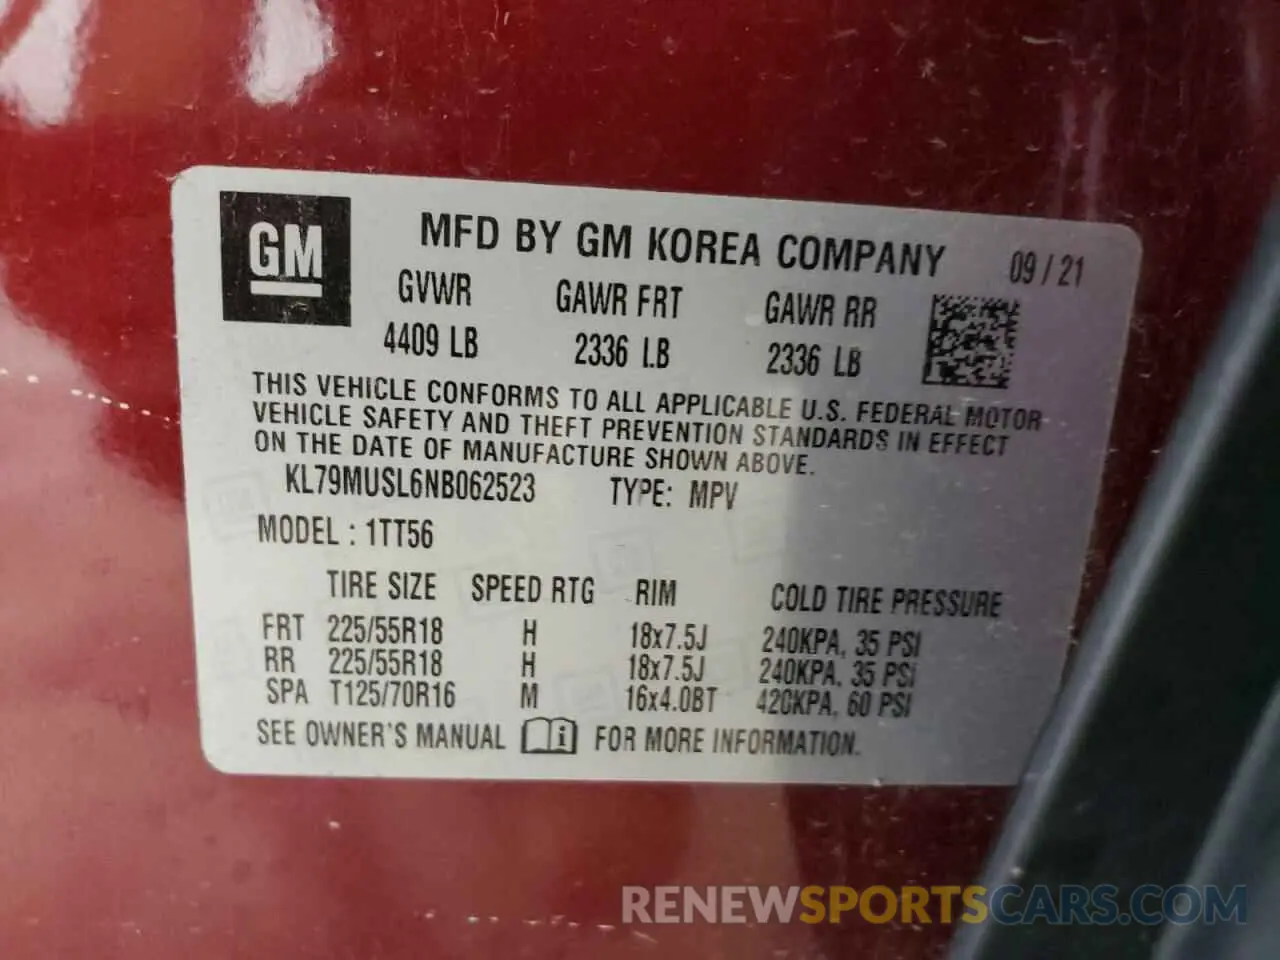 GM
MFD BY GM KOREA COMPANY 09/21
GVWR GAWR FRT GAWR RR
4409 LB 2336 LB 2336 LB
THIS VEHICLE CONFORMS TO ALL APPLICABLE U.S. FEDERAL MOTOR
VEHICLE SAFETY AND THEFT PREVENTION STANDARDS IN EFFECT
ON THE DATE OF MANUFACTURE SHOWN ABOVE.
KL79MUSL6NB062523 TYPE: MPV
MODEL : 1TT56
TIRE SIZE SPEED RTG RIM COLD TIRE PRESSURE
FRT 225/55R18 H 18x7.5J 240KPA, 35 PSI
RR 225/55R18 H 18x7.5J 240KPA, 35 PSI
SPA T125/70R16 M 16x4.0BT 420KPA, 60 PSI
SEE OWNER'S MANUAL i FOR MORE INFORMATION.
RENEWSPORTSCARS.COM